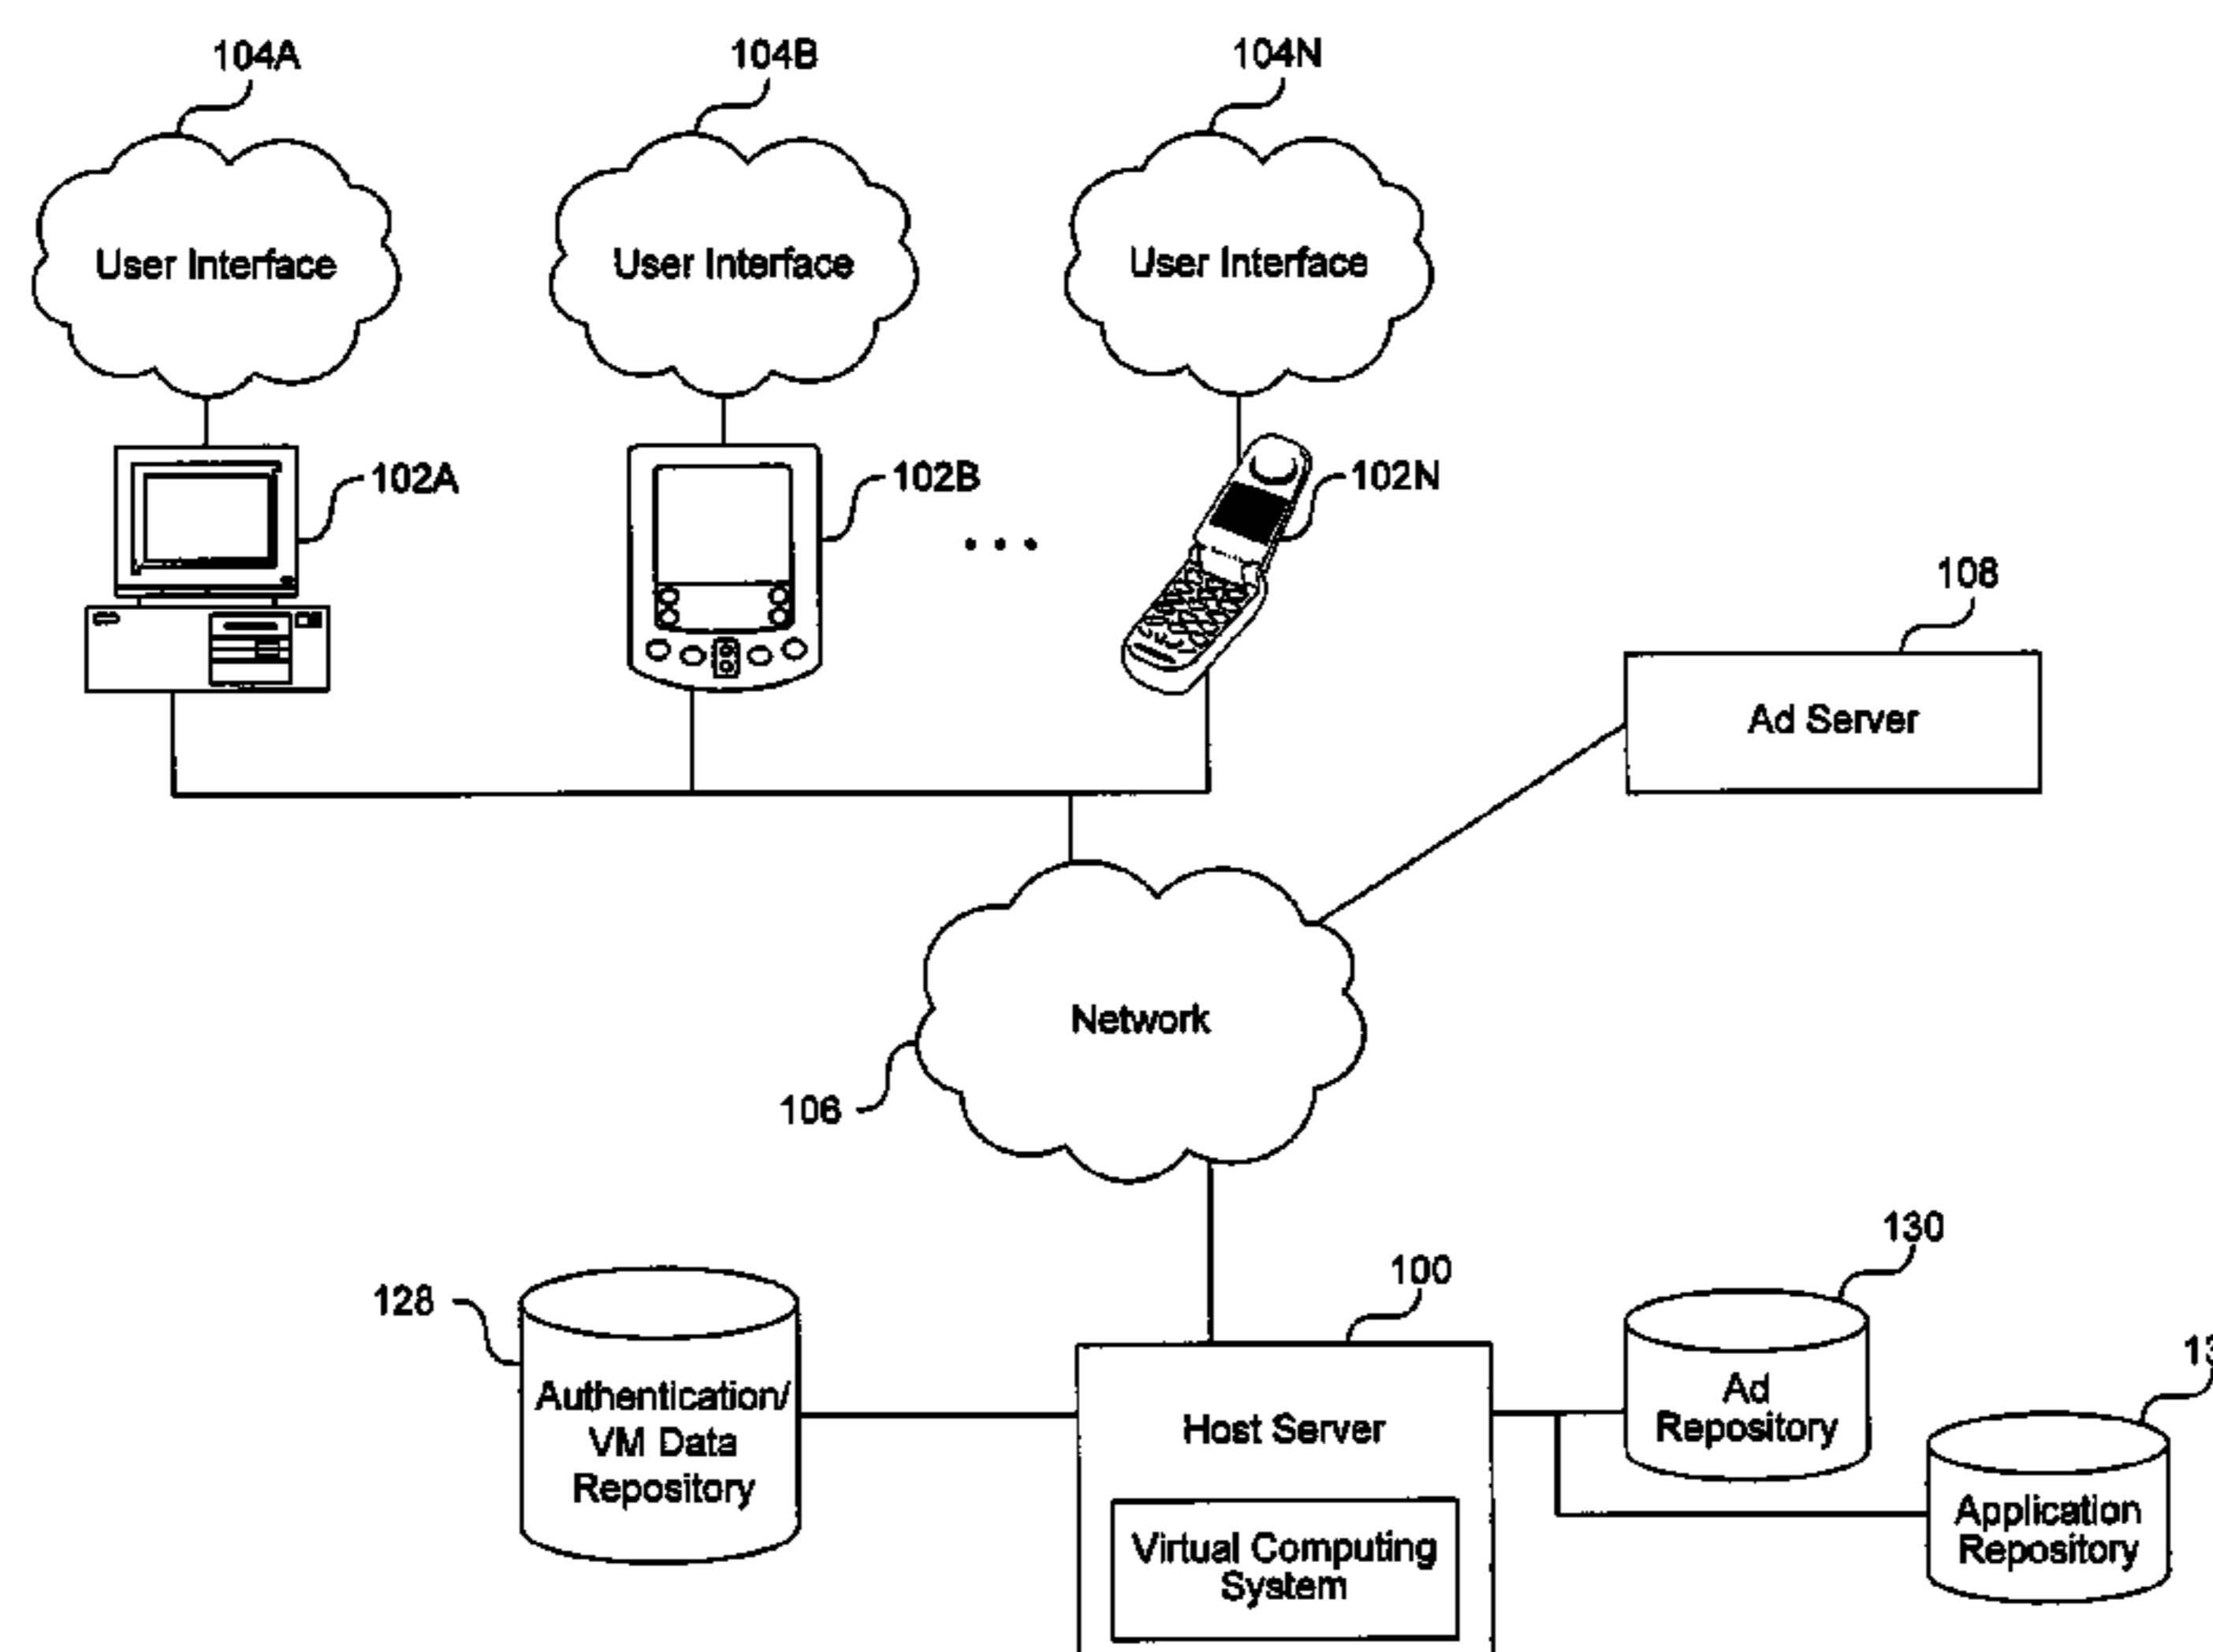 104A
104B
104N
User Interface
User Interface
User Interface
102A
102B
...
102N
108
Ad Server
Network
106
130
100
128
Authentication/
VM Data
Repository
Host Server
Ad
Repository
Application
Repository
Virtual Computing
System